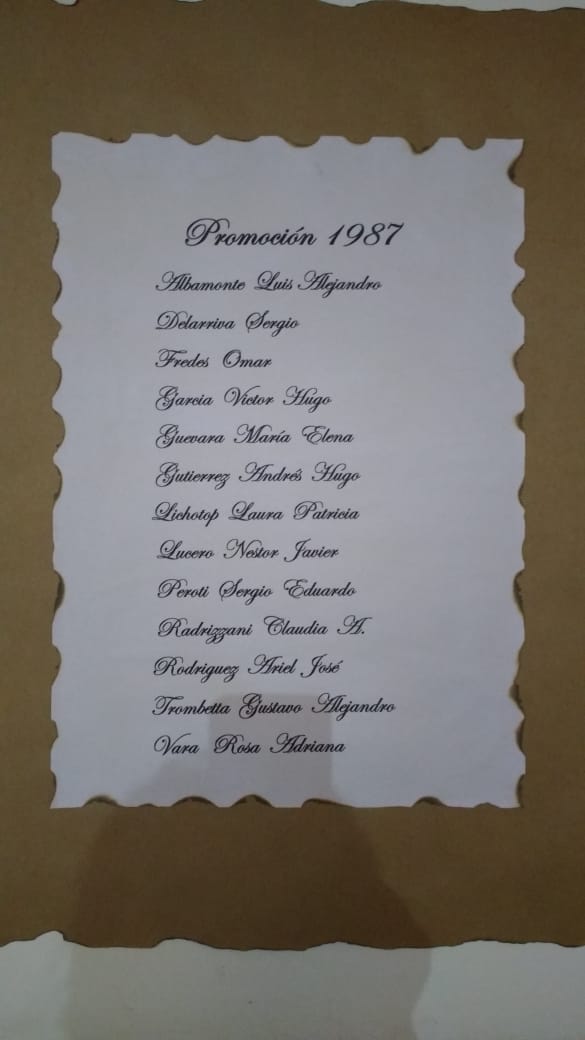 Promoción 1987
Albamonte Luis Alejandro
Delarriva Sergio
Fredes Omar
Garcia Victor Hugo
Guevara María Elena
Gutierrez Andrés Hugo
Lichotop Laura Patricia
Lucero Nestor Javier
Peroti Sergio Eduardo
Radrizzani Claudia A.
Rodriguez Ariel José
Trombetta Gustavo Alejandro
Vara Rosa Adriana